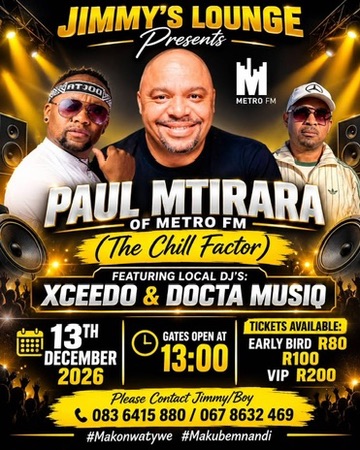 JIMMY'S LOUNGE
Presents
METRO FM
PAUL MTIRARA
OF METRO FM
(The Chill Factor)
FEATURING LOCAL DJ'S:
XCEEDO & DOCTA MUSIQ
13TH
DECEMBER
2026
GATES OPEN AT
13:00
TICKETS AVAILABLE:
EARLY BIRD R80
R100
VIP R200
Please Contact Jimmy/Boy
083 6415 880 / 067 8632 469
#Makonwatywe #Makubemnandi